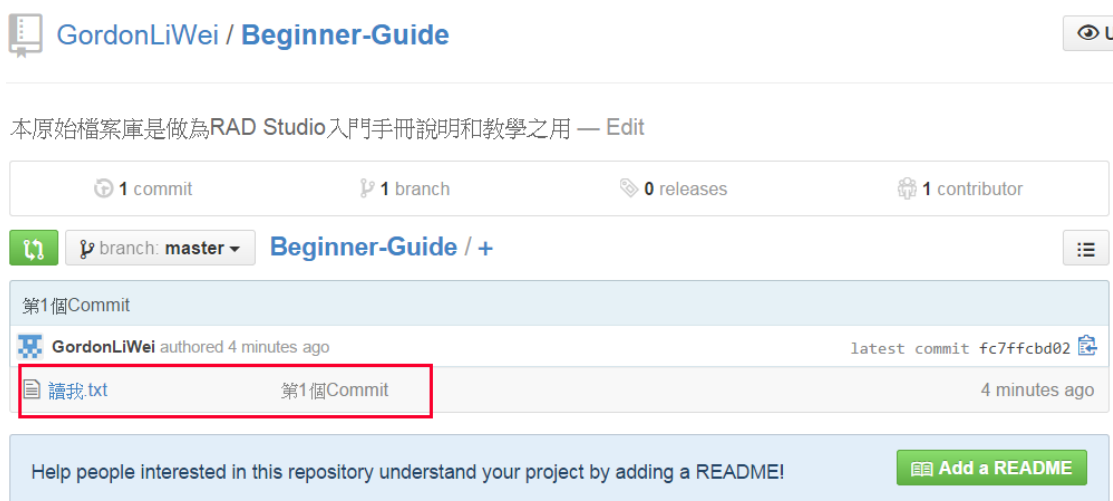 GordonLiWei / Beginner-Guide
本原始檔案庫是做為RAD Studio入門手冊說明和教學之用 — Edit
1 commit 1 branch 0 releases 1 contributor
branch: master Beginner-Guide / +
第1個Commit
GordonLiWei authored 4 minutes ago latest commit fc7ffcbd02
讀我.txt 第1個Commit 4 minutes ago
Help people interested in this repository understand your project by adding a README! Add a README